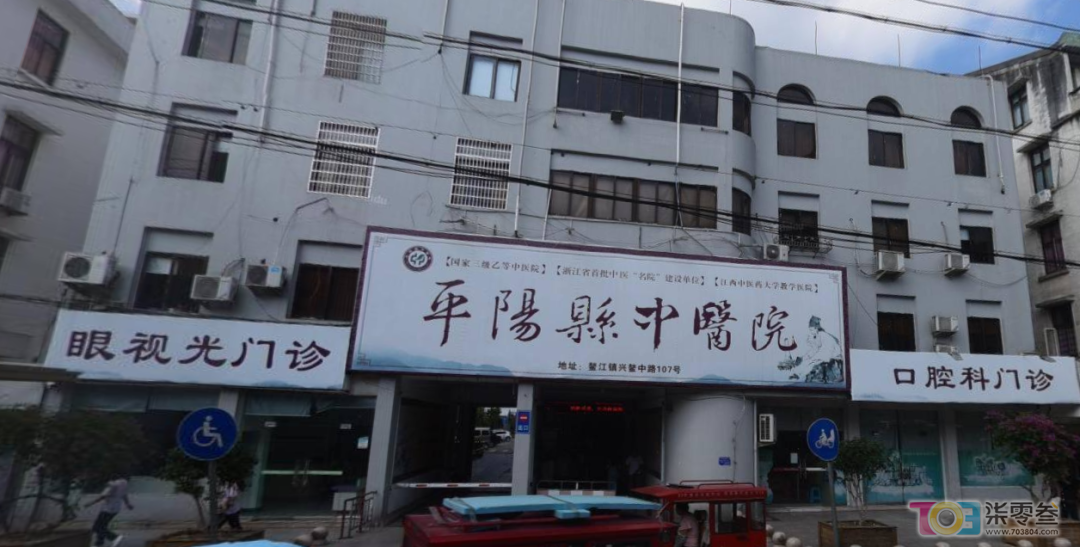 【国家三级乙等中医院】【浙江省首批中医"名院"建设单位】【江西中医药大学教学医院】
平陽縣中醫院
地址：鳌江镇兴鳌中路107号
眼视光门诊
口腔科门诊
703 柒零叁
www.703804.com